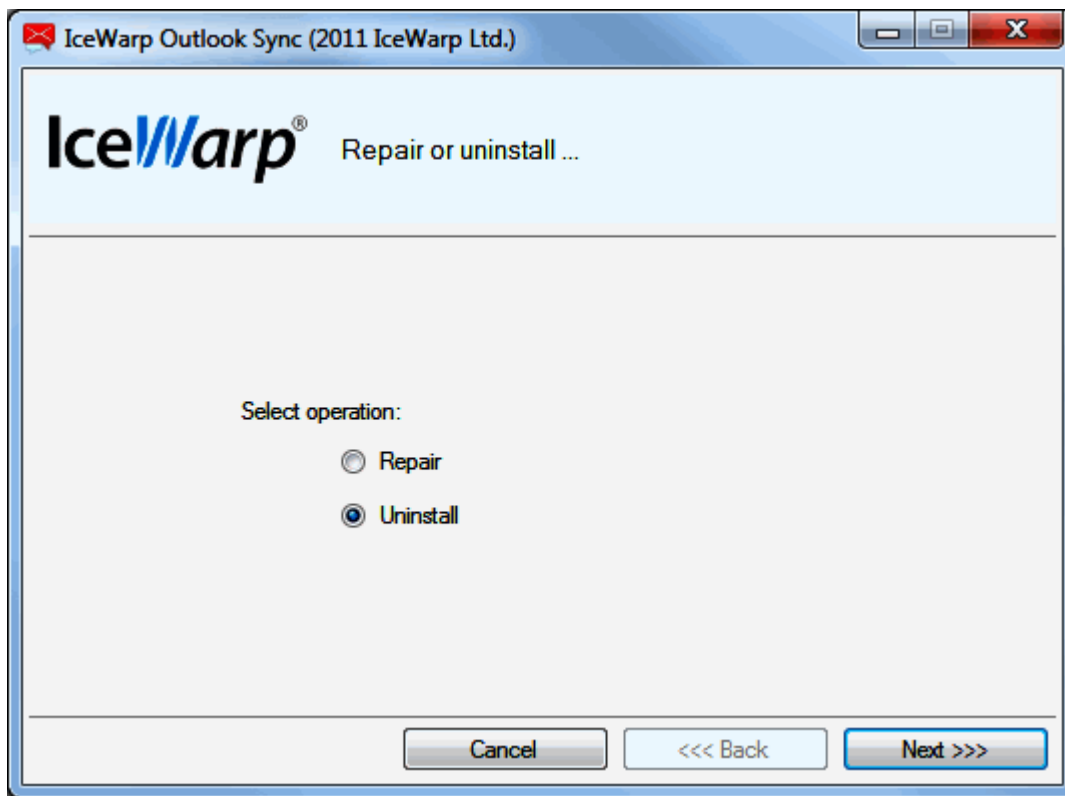 IceWarp Outlook Sync (2011 IceWarp Ltd.)
IceWarp® Repair or uninstall ...
Select operation:
Repair
Uninstall
Cancel <<< Back Next >>>